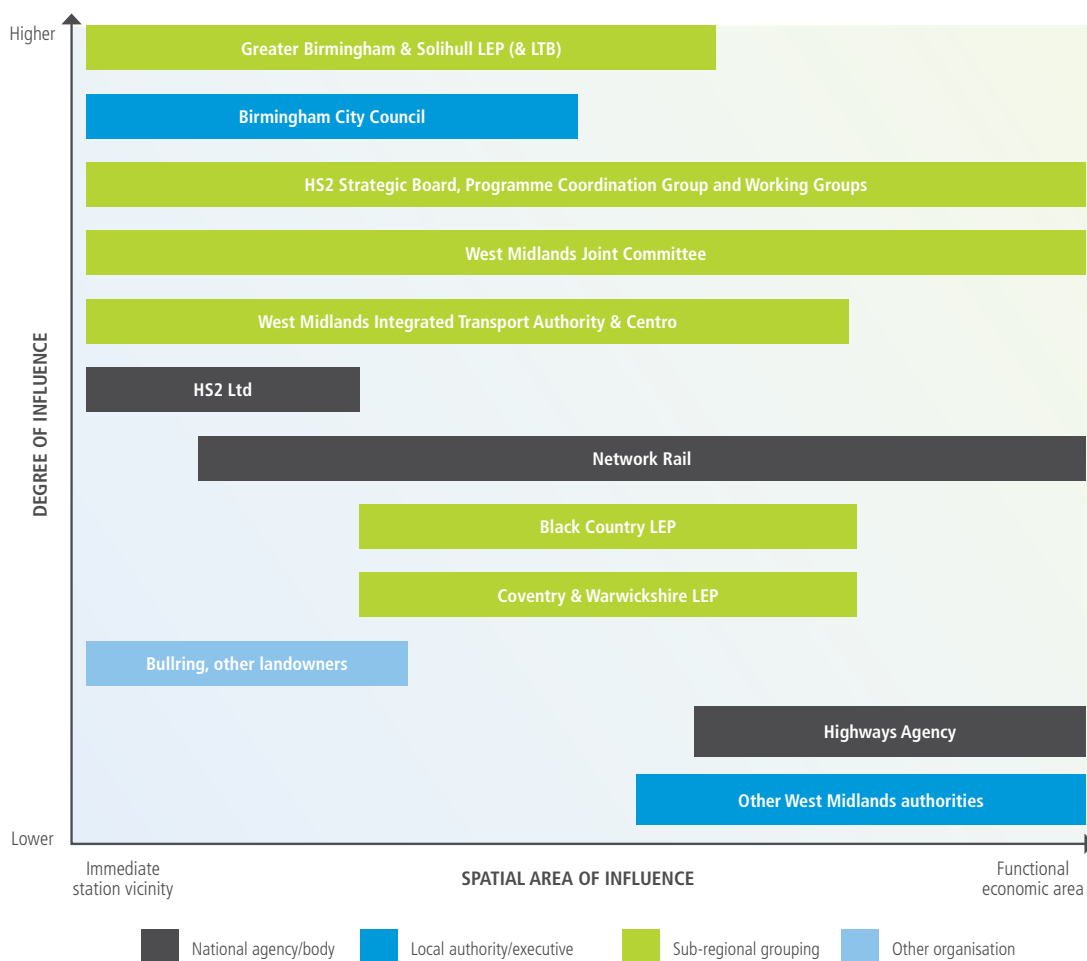 Higher
Greater Birmingham & Solihull LEP (& LTB)
Birmingham City Council
HS2 Strategic Board, Programme Coordination Group and Working Groups
West Midlands Joint Committee
West Midlands Integrated Transport Authority & Centro
HS2 Ltd
Network Rail
Black Country LEP
Coventry & Warwickshire LEP
Bullring, other landowners
Highways Agency
Other West Midlands authorities
DEGREE OF INFLUENCE
Lower
Immediate
station vicinity
SPATIAL AREA OF INFLUENCE
Functional
economic area
National agency/body
Local authority/executive
Sub-regional grouping
Other organisation